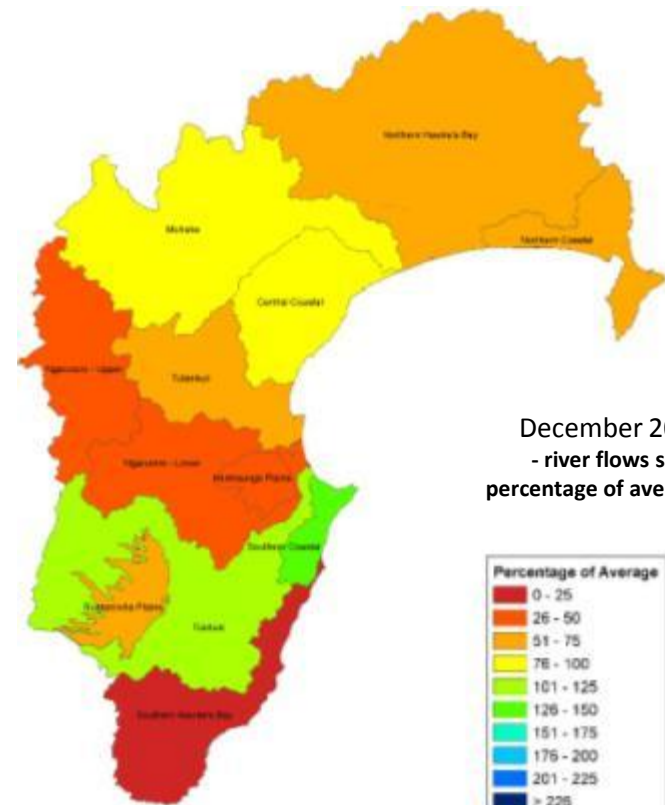 Northern Hawke's Bay
Mohaka
Northern Coastal
Central Coastal
Ngaruroro - Upper
Tutaekuri
Ngaruroro - Lower
Heretaunga Plains
Southern Coastal
Ruataniwha Plains
Tukituki
Southern Hawke's Bay
December 20
- river flows s
percentage of ave
Percentage of Average
0 - 25
26 - 50
51 - 75
76 - 100
101 - 125
126 - 150
151 - 175
176 - 200
201 - 225
> 226